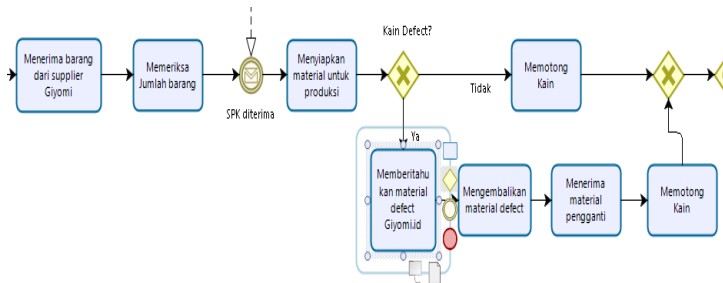 Kain Defect?
Menerima barang
dari supplier
Giyomi
Memeriksa
Jumlah barang
SPK diterima
Menyiapkan
material untuk
produksi
Tidak
Memotong
Kain
Ya
Memberitahu
kan material
defect
Giyomi.id
Mengembalikan
material defect
Menerima
material
pengganti
Memotong
Kain